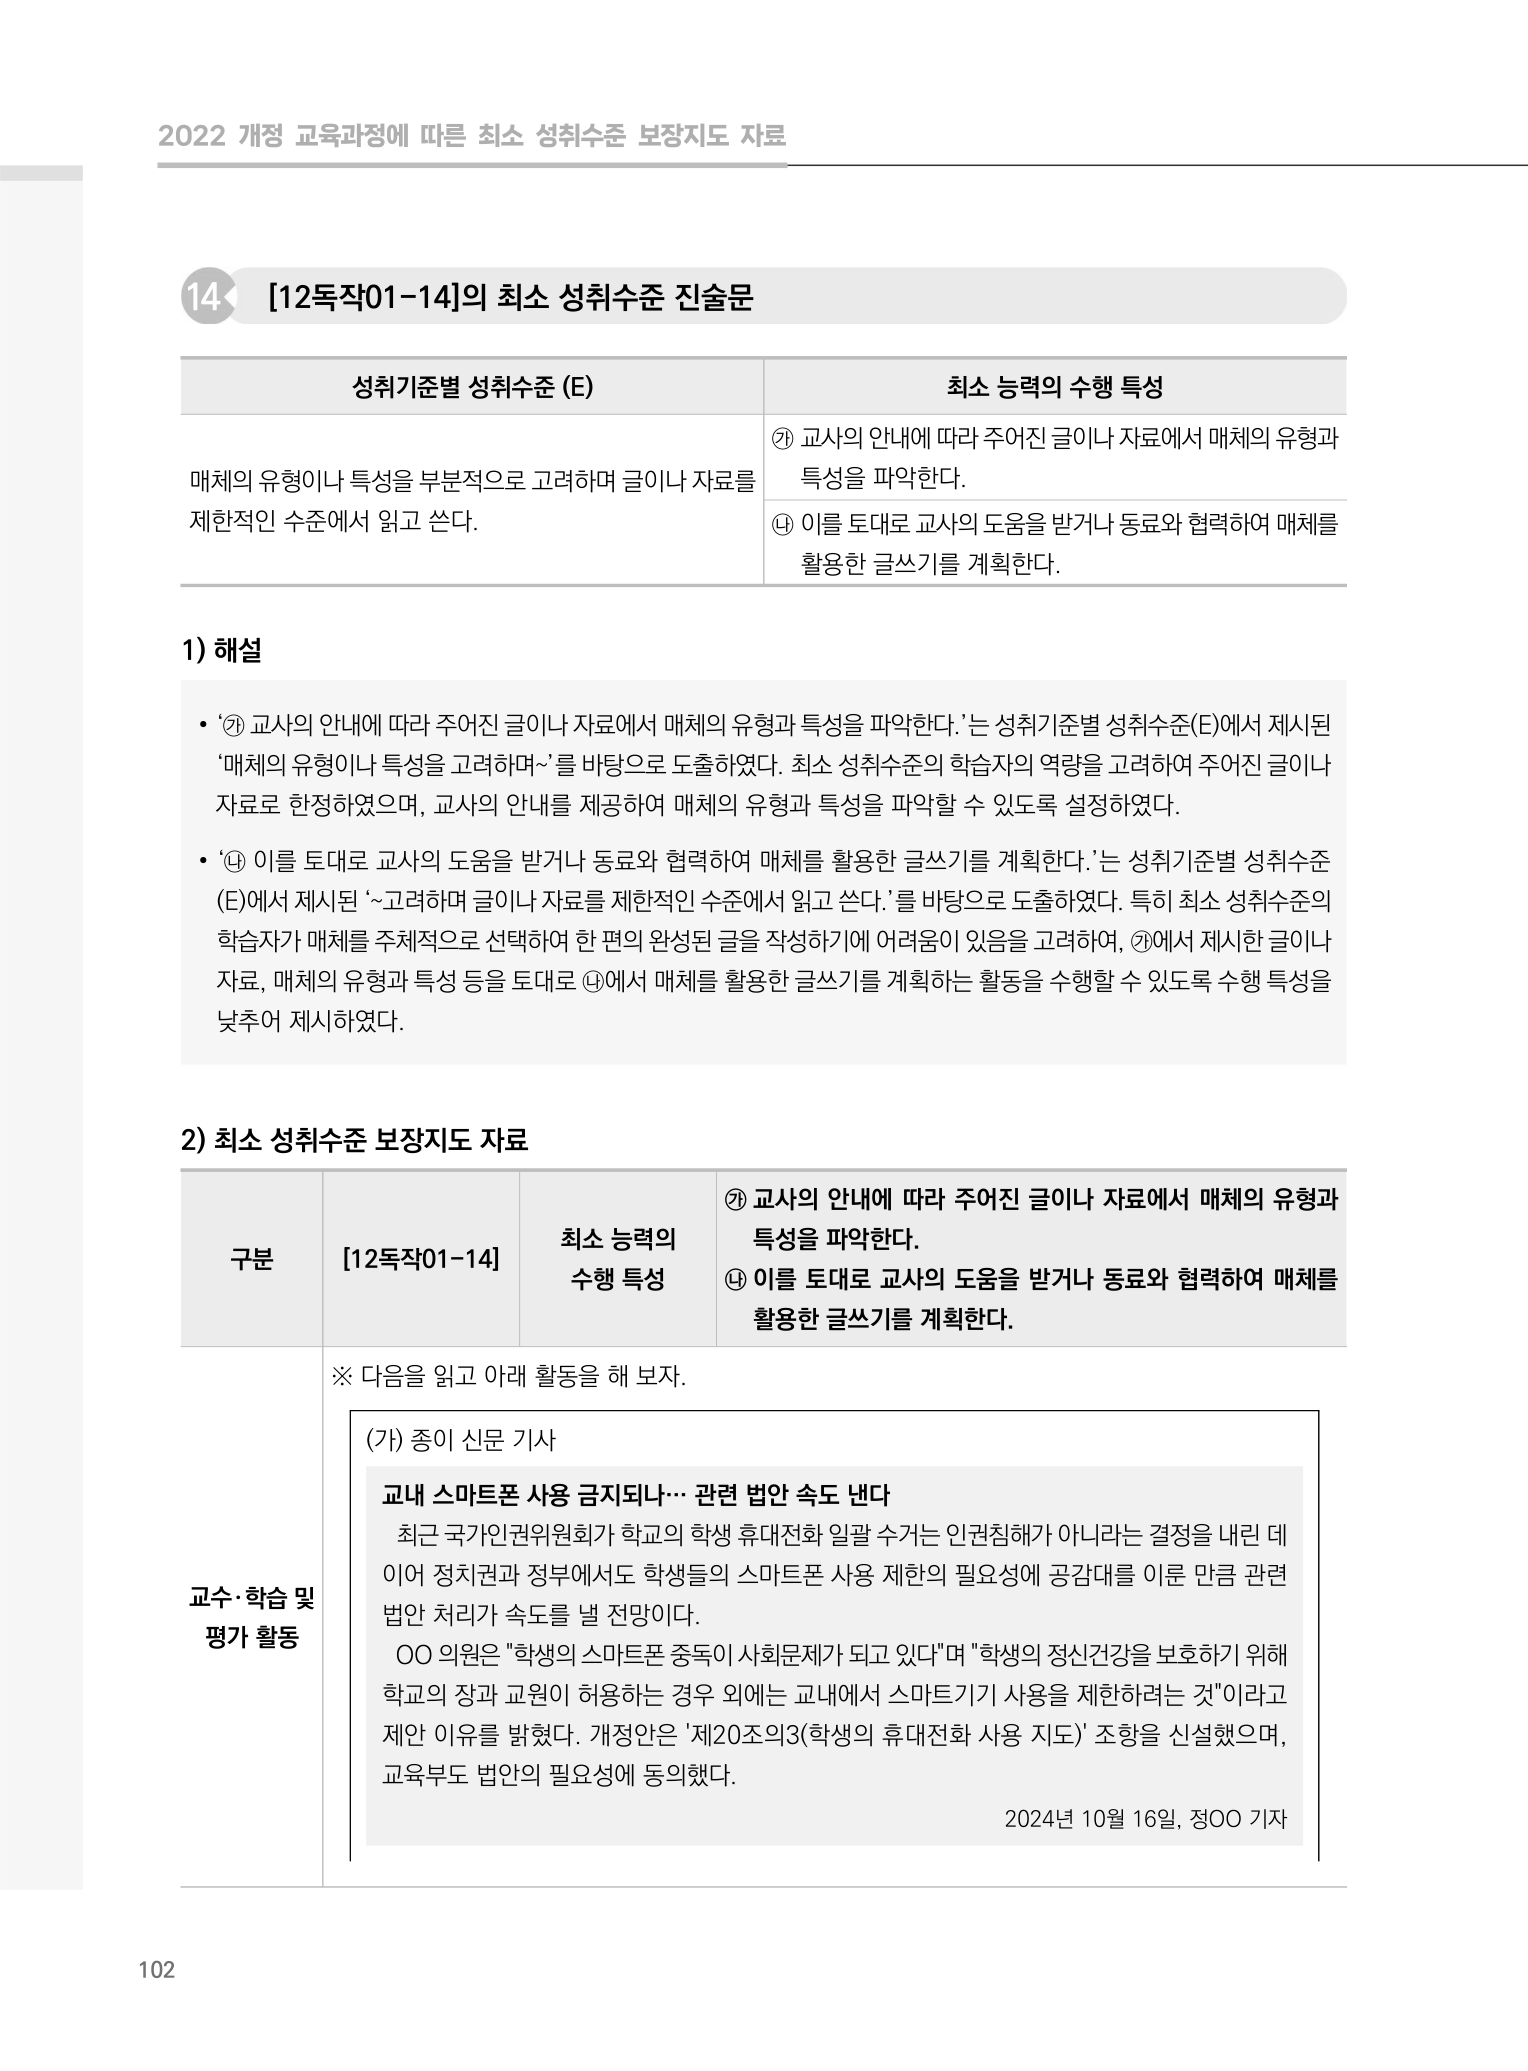 2022 개정 교육과정에 따른 최소 성취수준 보장지도 자료
14 [12독작01-14]의 최소 성취수준 진술문
성취기준별 성취수준 (E)
최소 능력의 수행 특성
매체의 유형이나 특성을 부분적으로 고려하며 글이나 자료를
제한적인 수준에서 읽고 쓴다.
㉮ 교사의 안내에 따라 주어진 글이나 자료에서 매체의 유형과
특성을 파악한다.
㉯ 이를 토대로 교사의 도움을 받거나 동료와 협력하여 매체를
활용한 글쓰기를 계획한다.
1) 해설
• ‘㉮ 교사의 안내에 따라 주어진 글이나 자료에서 매체의 유형과 특성을 파악한다.’는 성취기준별 성취수준(E)에서 제시된
‘매체의 유형이나 특성을 고려하며~’를 바탕으로 도출하였다. 최소 성취수준의 학습자의 역량을 고려하여 주어진 글이나
자료로 한정하였으며, 교사의 안내를 제공하여 매체의 유형과 특성을 파악할 수 있도록 설정하였다.
• ‘㉯ 이를 토대로 교사의 도움을 받거나 동료와 협력하여 매체를 활용한 글쓰기를 계획한다.’는 성취기준별 성취수준
(E)에서 제시된 ‘~고려하며 글이나 자료를 제한적인 수준에서 읽고 쓴다.’를 바탕으로 도출하였다. 특히 최소 성취수준의
학습자가 매체를 주체적으로 선택하여 한 편의 완성된 글을 작성하기에 어려움이 있음을 고려하여, ㉮에서 제시한 글이나
자료, 매체의 유형과 특성 등을 토대로 ㉯에서 매체를 활용한 글쓰기를 계획하는 활동을 수행할 수 있도록 수행 특성을
낮추어 제시하였다.
2) 최소 성취수준 보장지도 자료
구분
[12독작01-14]
최소 능력의
수행 특성
㉮ 교사의 안내에 따라 주어진 글이나 자료에서 매체의 유형과
특성을 파악한다.
㉯ 이를 토대로 교사의 도움을 받거나 동료와 협력하여 매체를
활용한 글쓰기를 계획한다.
교수·학습 및
평가 활동
※ 다음을 읽고 아래 활동을 해 보자.
(가) 종이 신문 기사
교내 스마트폰 사용 금지되나… 관련 법안 속도 낸다
최근 국가인권위원회가 학교의 학생 휴대전화 일괄 수거는 인권침해가 아니라는 결정을 내린 데
이어 정치권과 정부에서도 학생들의 스마트폰 사용 제한의 필요성에 공감대를 이룬 만큼 관련
법안 처리가 속도를 낼 전망이다.
OO 의원은 "학생의 스마트폰 중독이 사회문제가 되고 있다"며 "학생의 정신건강을 보호하기 위해
학교의 장과 교원이 허용하는 경우 외에는 교내에서 스마트기기 사용을 제한하려는 것"이라고
제안 이유를 밝혔다. 개정안은 '제20조의3(학생의 휴대전화 사용 지도)' 조항을 신설했으며,
교육부도 법안의 필요성에 동의했다.
2024년 10월 16일, 정OO 기자
102